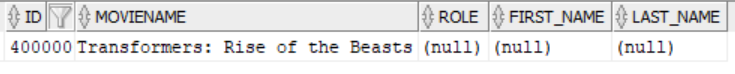 ID MOVIENAME ROLE FIRST_NAME LAST_NAME
400000 Transformers: Rise of the Beasts (null) (null) (null)